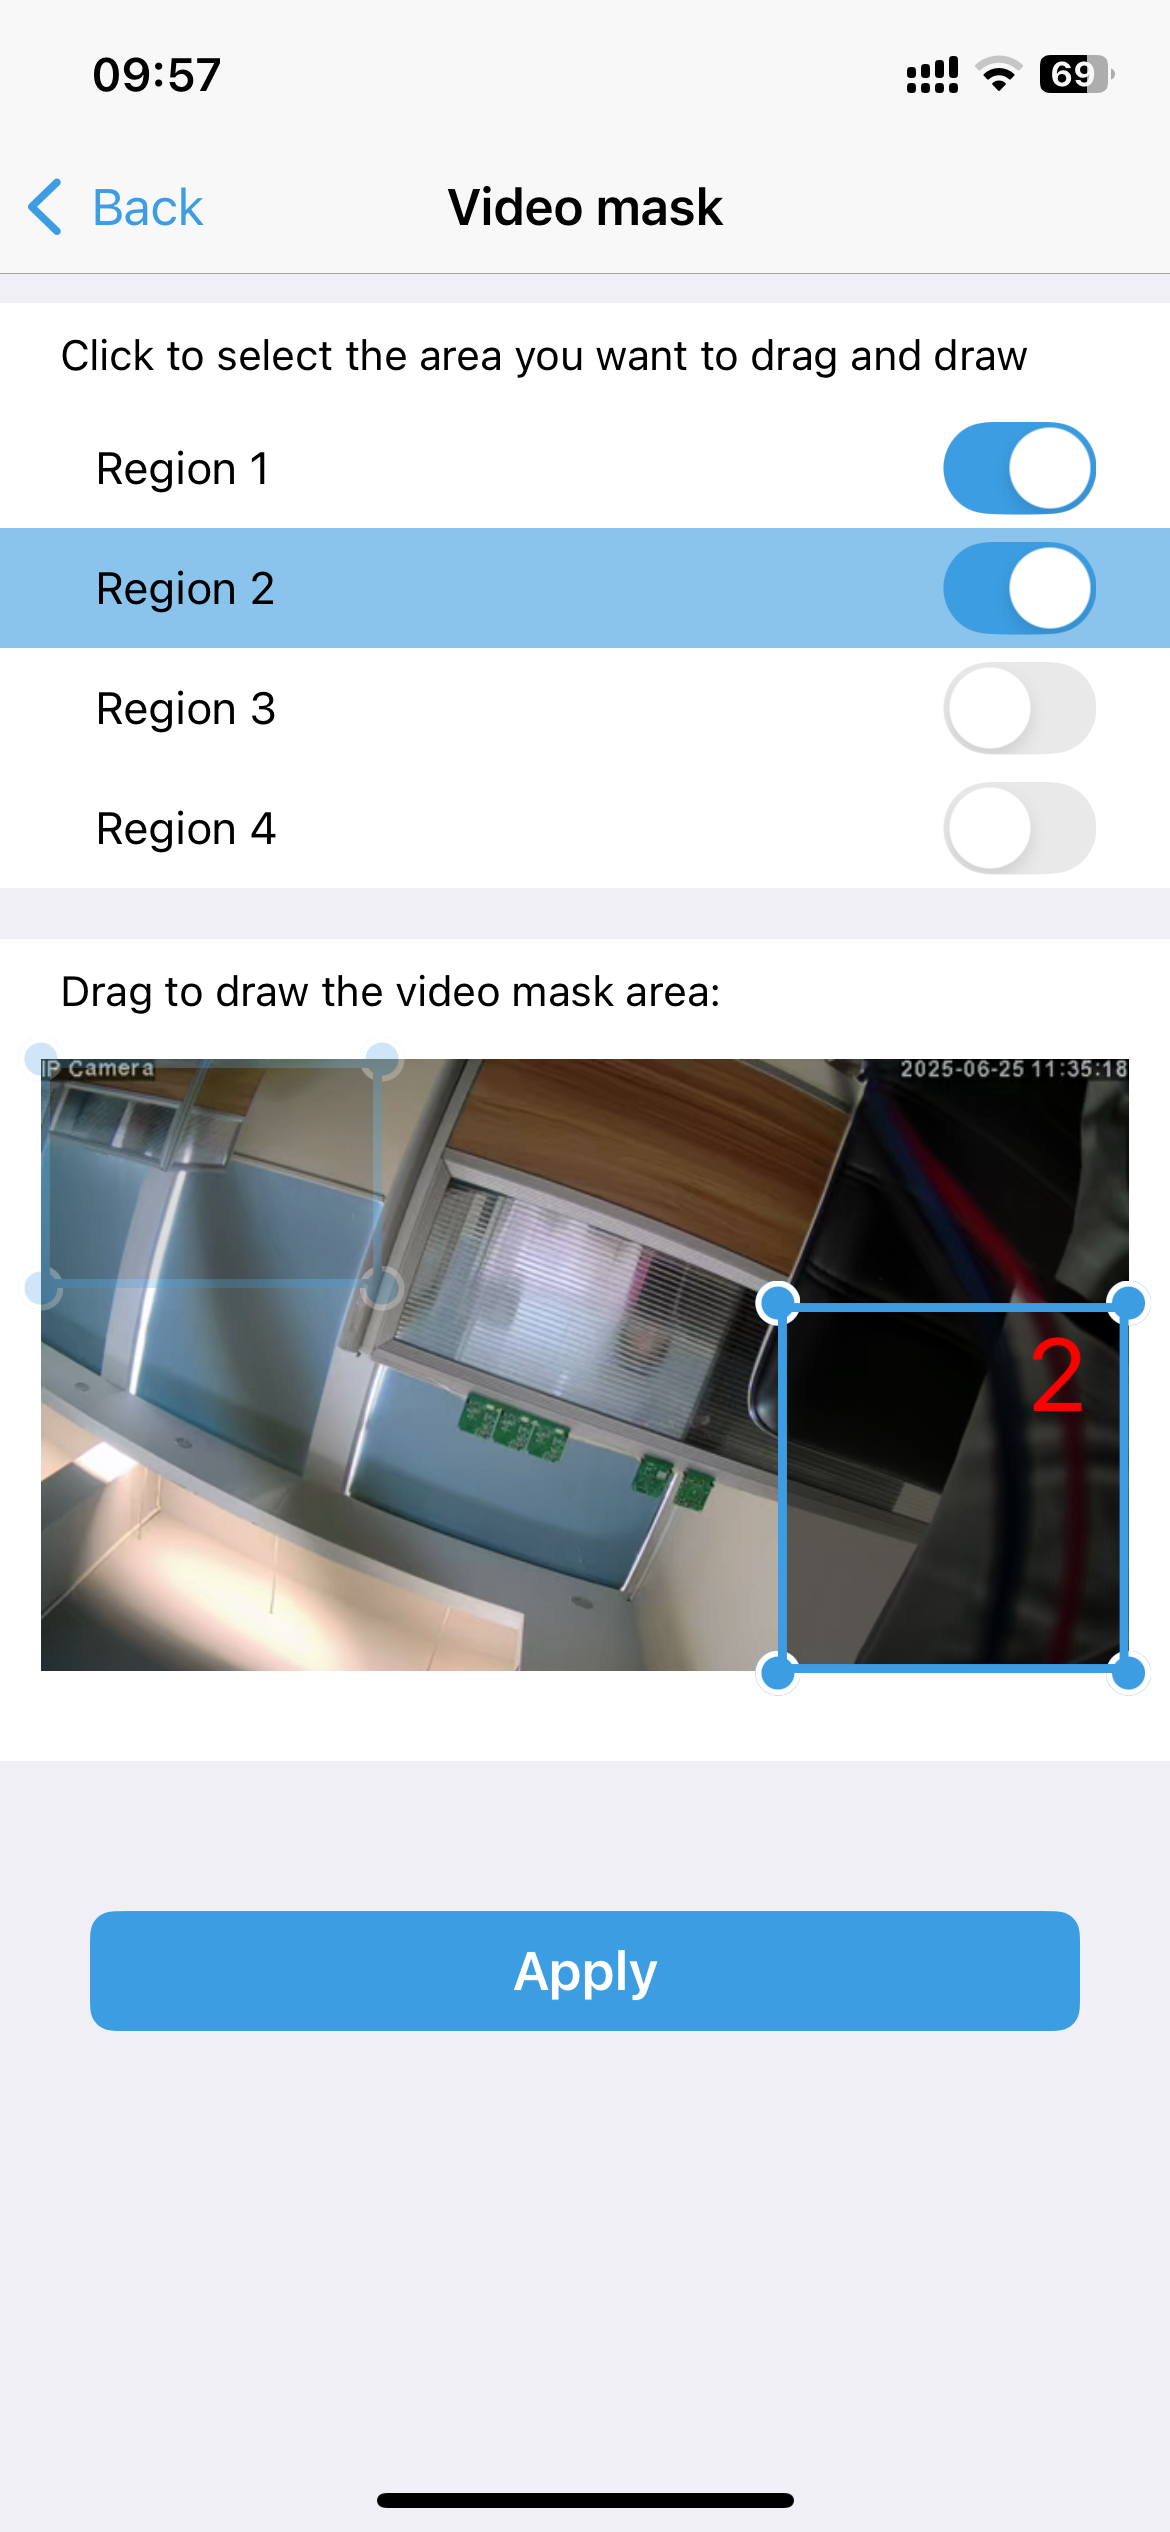 09:57
69
Back
Video mask
Click to select the area you want to drag and draw
Region 1
Region 2
Region 3
Region 4
Drag to draw the video mask area:
IP Camera
2025-06-25 11:35:18
2
Apply